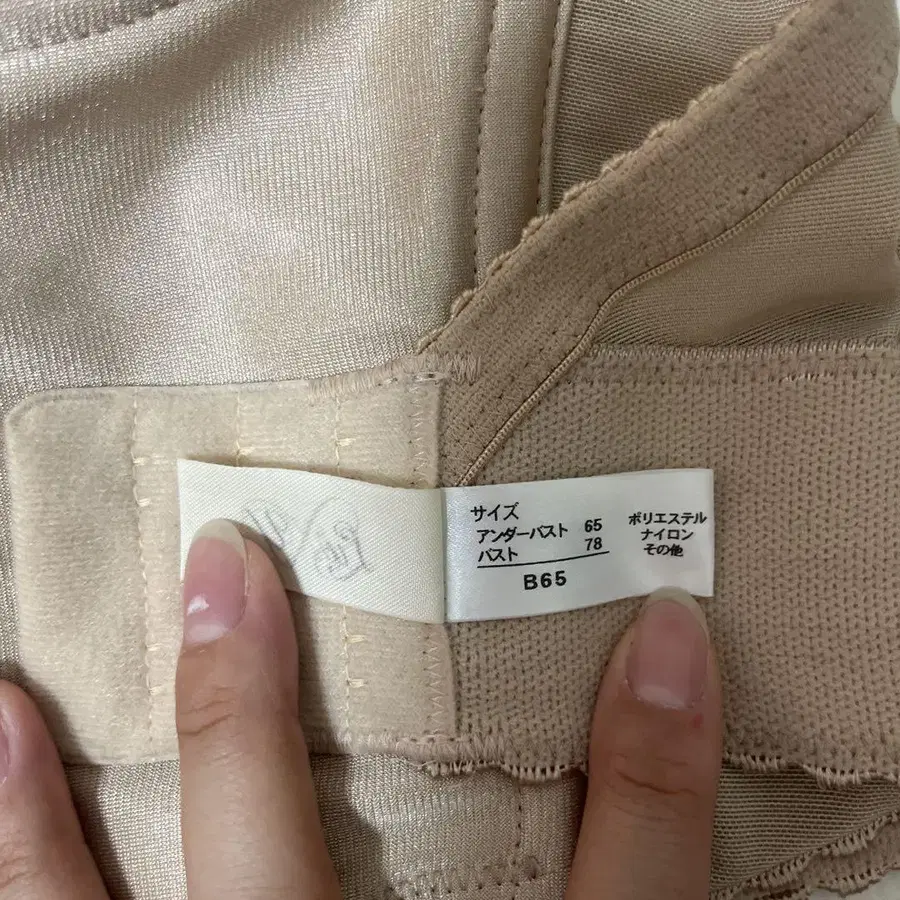 サイズ
アンダーバスト 65
バスト 78
B65
ポリエステル
ナイロン
その他